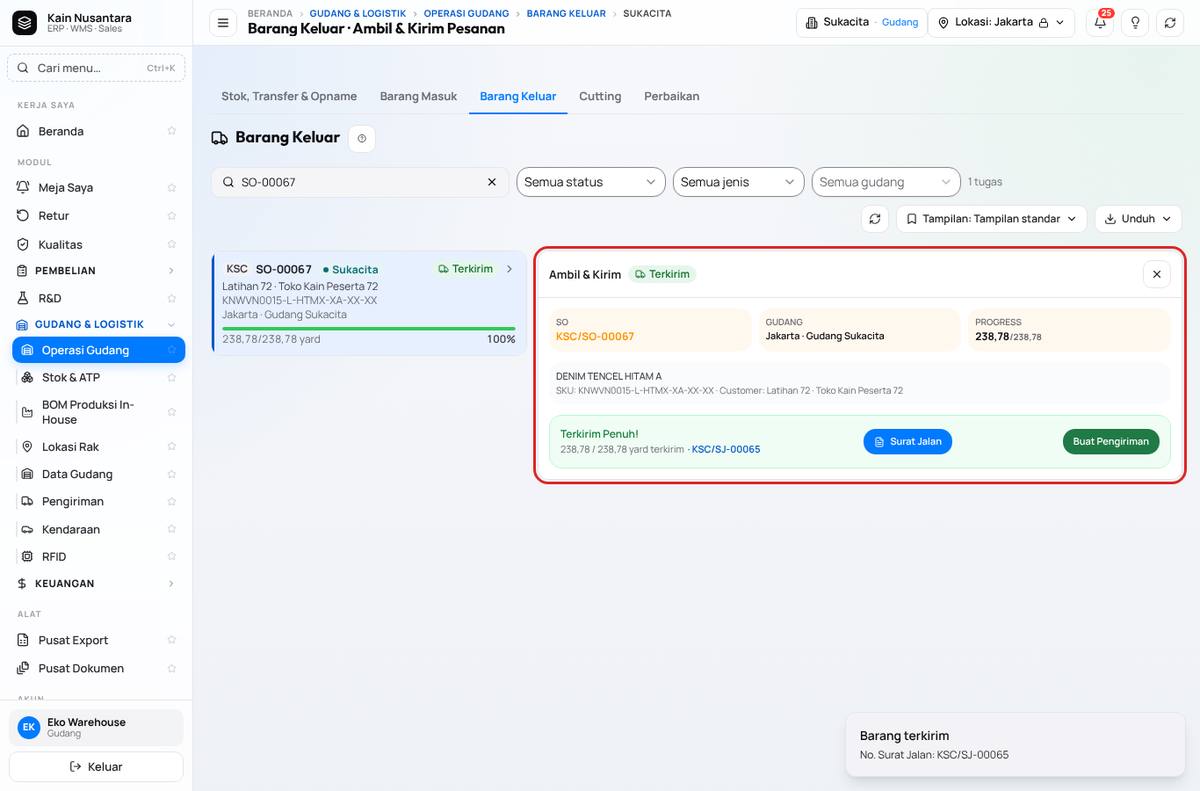 Kain Nusantara
ERP · WMS · Sales
Cari menu... Ctrl+K
KERJA SAYA
Beranda
MODUL
Meja Saya
Retur
Kualitas
PEMBELIAN
R&D
GUDANG & LOGISTIK
Operasi Gudang
Stok & ATP
BOM Produksi In-
House
Lokasi Rak
Data Gudang
Pengiriman
Kendaraan
RFID
KEUANGAN
ALAT
Pusat Export
Pusat Dokumen
AKUN
EK
Eko Warehouse
Gudang
Keluar
BERANDA › GUDANG & LOGISTIK › OPERASI GUDANG › BARANG KELUAR › SUKACITA
Barang Keluar · Ambil & Kirim Pesanan
Sukacita · Gudang
Lokasi: Jakarta
25
Stok, Transfer & Opname
Barang Masuk
Barang Keluar
Cutting
Perbaikan
Barang Keluar
SO-00067
Semua status
Semua jenis
Semua gudang
1 tugas
Tampilan: Tampilan standar
Unduh
KSC SO-00067 Sukacita Terkirim
Latihan 72 · Toko Kain Peserta 72
KNWVN0015-L-HTMX-XA-XX-XX
Jakarta · Gudang Sukacita
238,78/238,78 yard 100%
Ambil & Kirim Terkirim
SO
KSC/SO-00067
GUDANG
Jakarta · Gudang Sukacita
PROGRESS
238,78/238,78
DENIM TENCEL HITAM A
SKU: KNWVN0015-L-HTMX-XA-XX-XX · Customer: Latihan 72 · Toko Kain Peserta 72
Terkirim Penuh!
238,78 / 238,78 yard terkirim · KSC/SJ-00065
Surat Jalan
Buat Pengiriman
Barang terkirim
No. Surat Jalan: KSC/SJ-00065